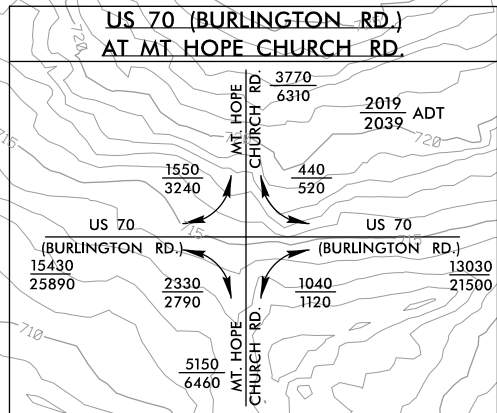 US 70 (BURLINGTON RD.)
AT MT HOPE CHURCH RD.
720
715
MT HOPE
CHURCH RD.
3770
6310
2019
2039
ADT
720
720
1550
3240
440
520
715
US 70
US 70
715
(BURLINGTON RD.)
(BURLINGTON RD.)
15430
25890
2330
2790
1040
1120
13030
21500
710
MT. HOPE
CHURCH RD.
5150
6460